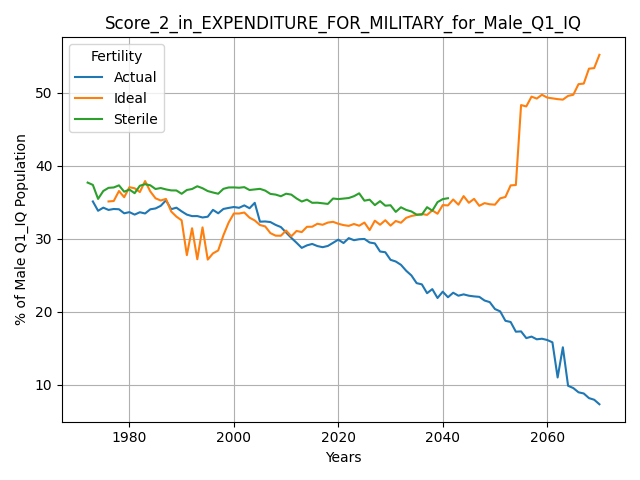 Score_2_in_EXPENDITURE_FOR_MILITARY_for_Male_Q1_IQ
Fertility
Actual
Ideal
Sterile
% of Male Q1_IQ Population
50
40
30
20
10
1980
2000
2020
2040
2060
Years